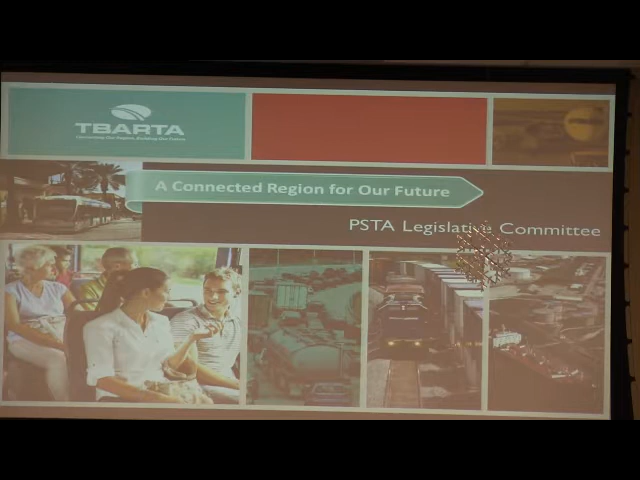 TBARTA
A Connected Region for Our Future
PSTA Legislative Committee